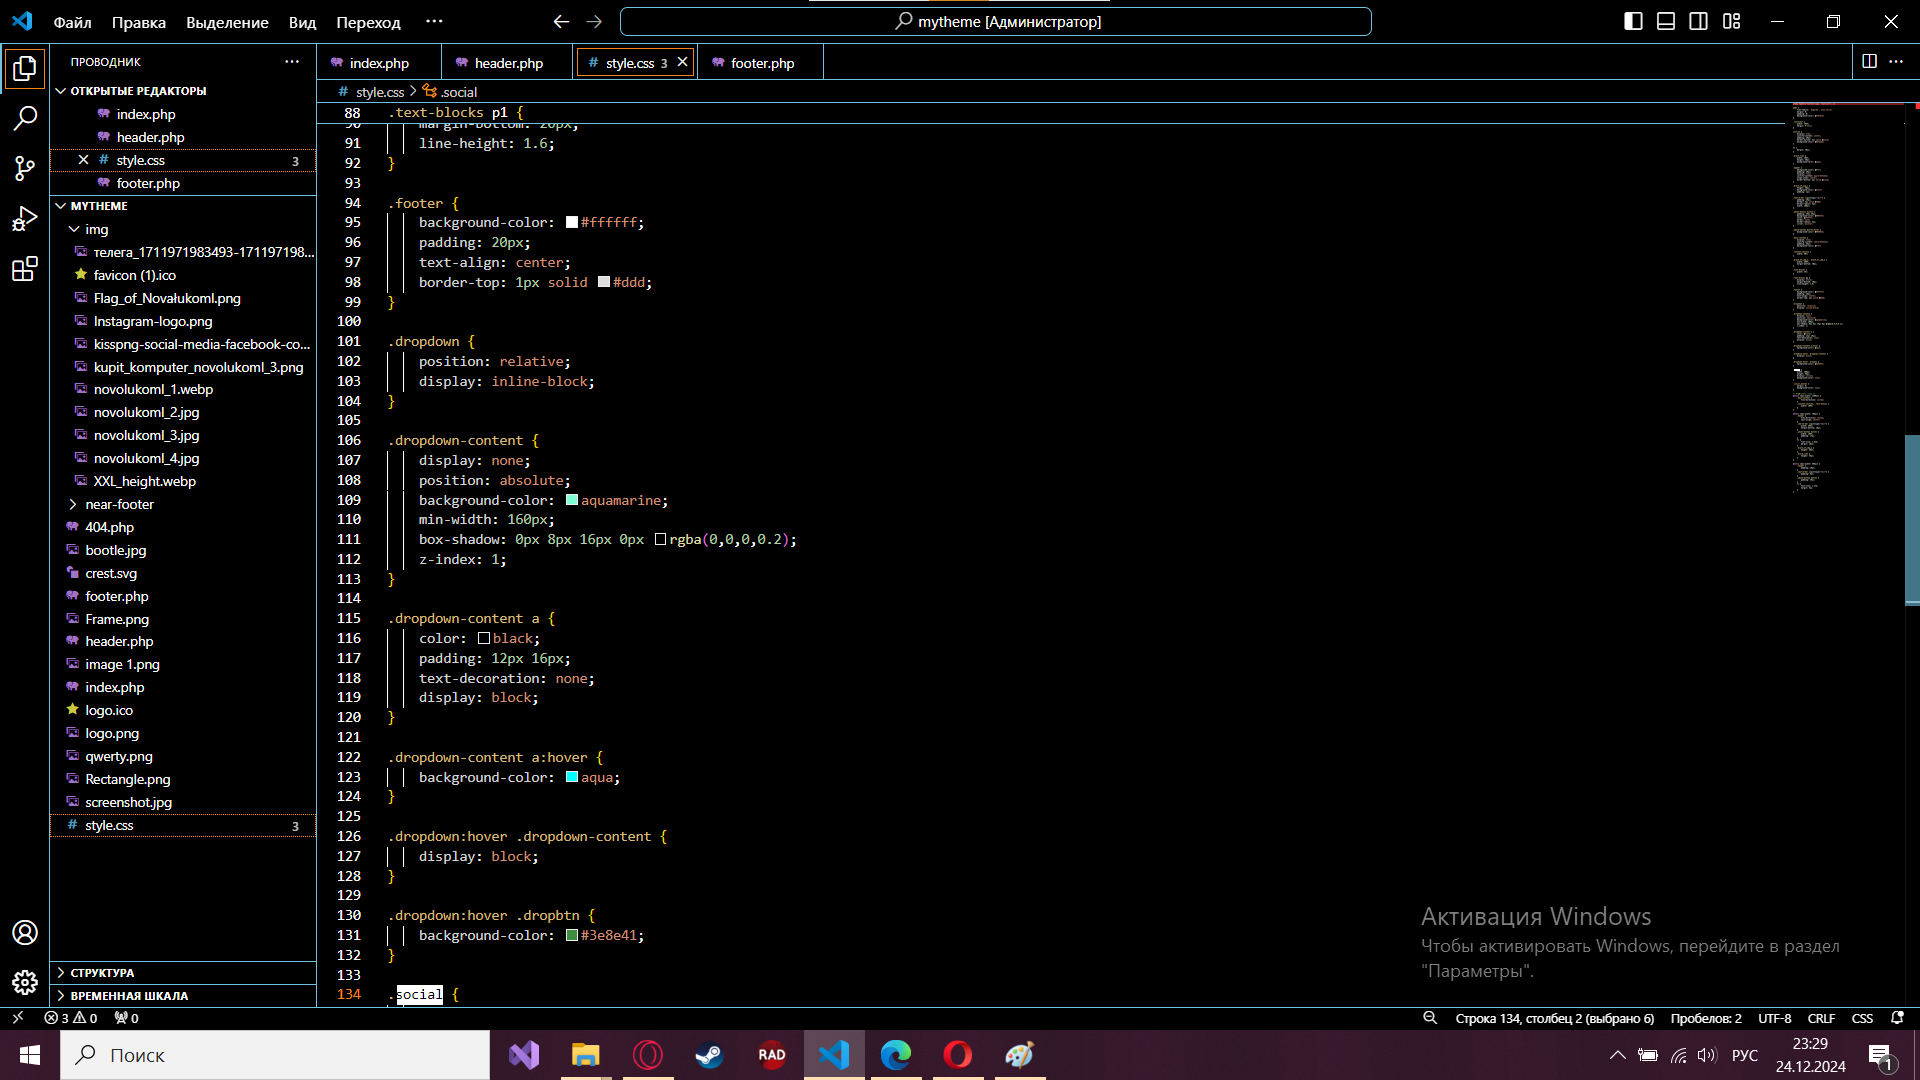 Файл Правка Выделение Вид Переход ··· mytheme [Администратор]
ПРОВОДНИК
ОТКРЫТЫЕ РЕДАКТОРЫ
index.php
header.php
style.css 3
footer.php
MYTHEME
img
телега_1711971983493-171197198...
favicon (1).ico
Flag_of_Novałukoml.png
Instagram-logo.png
kisspng-social-media-facebook-co...
kupit_komputer_novolukoml_3.png
novolukoml_1.webp
novolukoml_2.jpg
novolukoml_3.jpg
novolukoml_4.jpg
XXL_height.webp
near-footer
404.php
bootle.jpg
crest.svg
footer.php
Frame.png
header.php
image 1.png
index.php
logo.ico
logo.png
qwerty.png
Rectangle.png
screenshot.jpg
style.css 3
СТРУКТУРА
ВРЕМЕННАЯ ШКАЛА
index.php header.php # style.css 3 footer.php
# style.css > .social
88 .text-blocks p1 {
90 margin-bottom: 20px;
91 line-height: 1.6;
92 }
93
94 .footer {
95 background-color: #ffffff;
96 padding: 20px;
97 text-align: center;
98 border-top: 1px solid #ddd;
99 }
100
101 .dropdown {
102 position: relative;
103 display: inline-block;
104 }
105
106 .dropdown-content {
107 display: none;
108 position: absolute;
109 background-color: aquamarine;
110 min-width: 160px;
111 box-shadow: 0px 8px 16px 0px rgba(0,0,0,0.2);
112 z-index: 1;
113 }
114
115 .dropdown-content a {
116 color: black;
117 padding: 12px 16px;
118 text-decoration: none;
119 display: block;
120 }
121
122 .dropdown-content a:hover {
123 background-color: aqua;
124 }
125
126 .dropdown:hover .dropdown-content {
127 display: block;
128 }
129
130 .dropdown:hover .dropbtn {
131 background-color: #3e8e41;
132 }
133
134 .social {
Активация Windows
Чтобы активировать Windows, перейдите в раздел
"Параметры".
3 0 0 Строка 134, столбец 2 (выбрано 6) Пробелов: 2 UTF-8 CRLF CSS
Поиск RAD РУС 23:29
24.12.2024 1